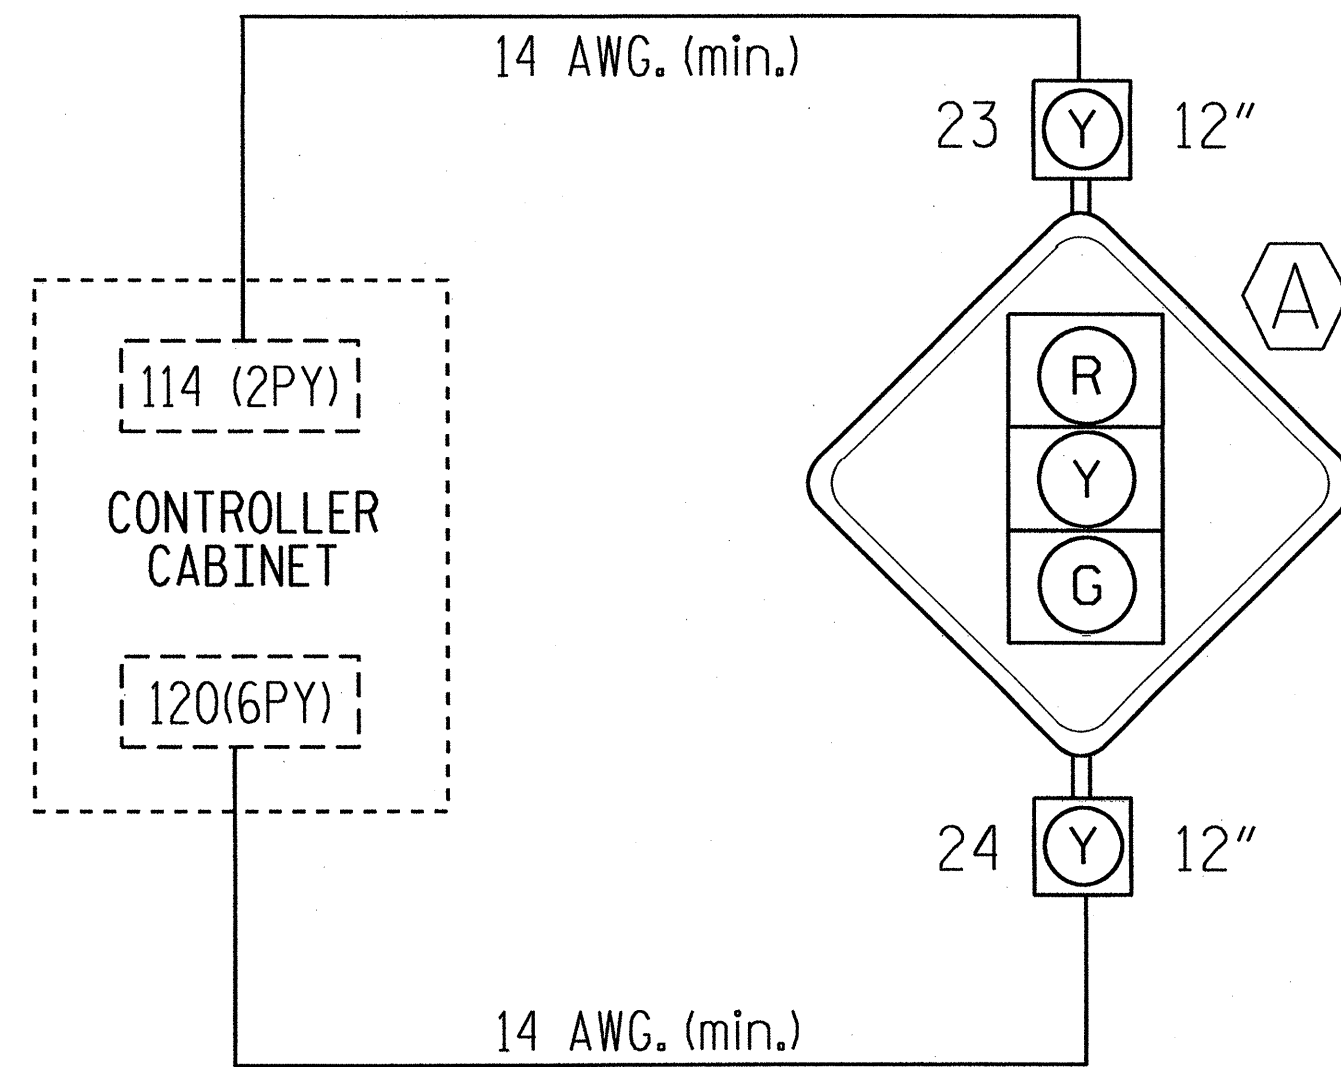 14 AWG. (min.)
23 Y 12"
A
R
114 (2PY)
Y
CONTROLLER
CABINET
G
120(6PY)
24 Y 12"
14 AWG. (min.)